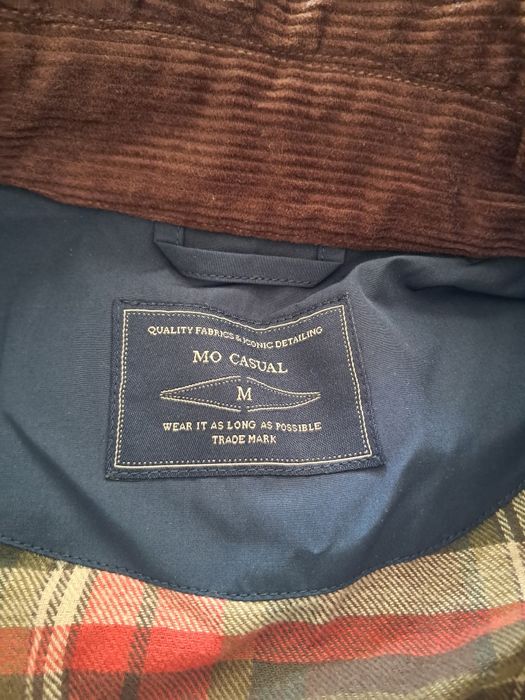 QUALITY FABRICS & ICONIC DETAILING
MO CASUAL
M
WEAR IT AS LONG AS POSSIBLE
TRADE MARK